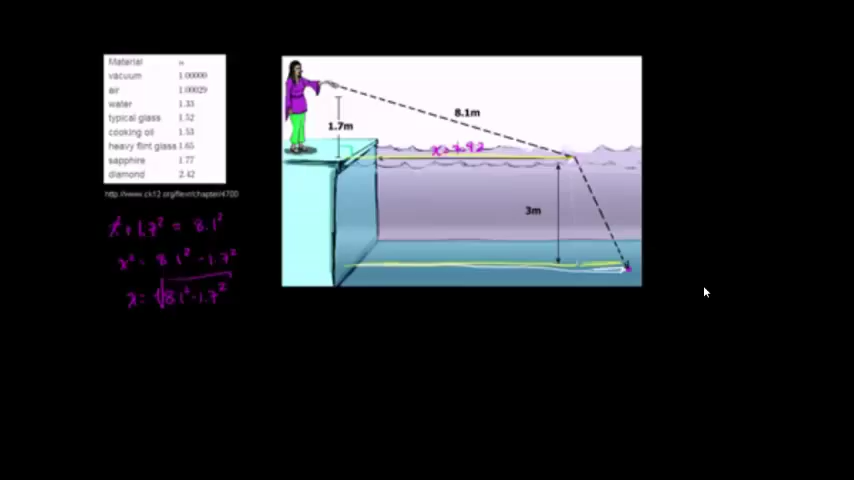 Material n
vacuum 1.00000
air 1.00029
water 1.33
typical glass 1.52
cooking oil 1.53
heavy flint glass 1.65
sapphire 1.77
diamond 2.42
http://www.ck12.org/flexr/chapter/4700
8.1m
1.7m
x=7.92
3m
x²+1.7² = 8.1²
x² = 8.1² - 1.7²
x = √8.1²-1.7²